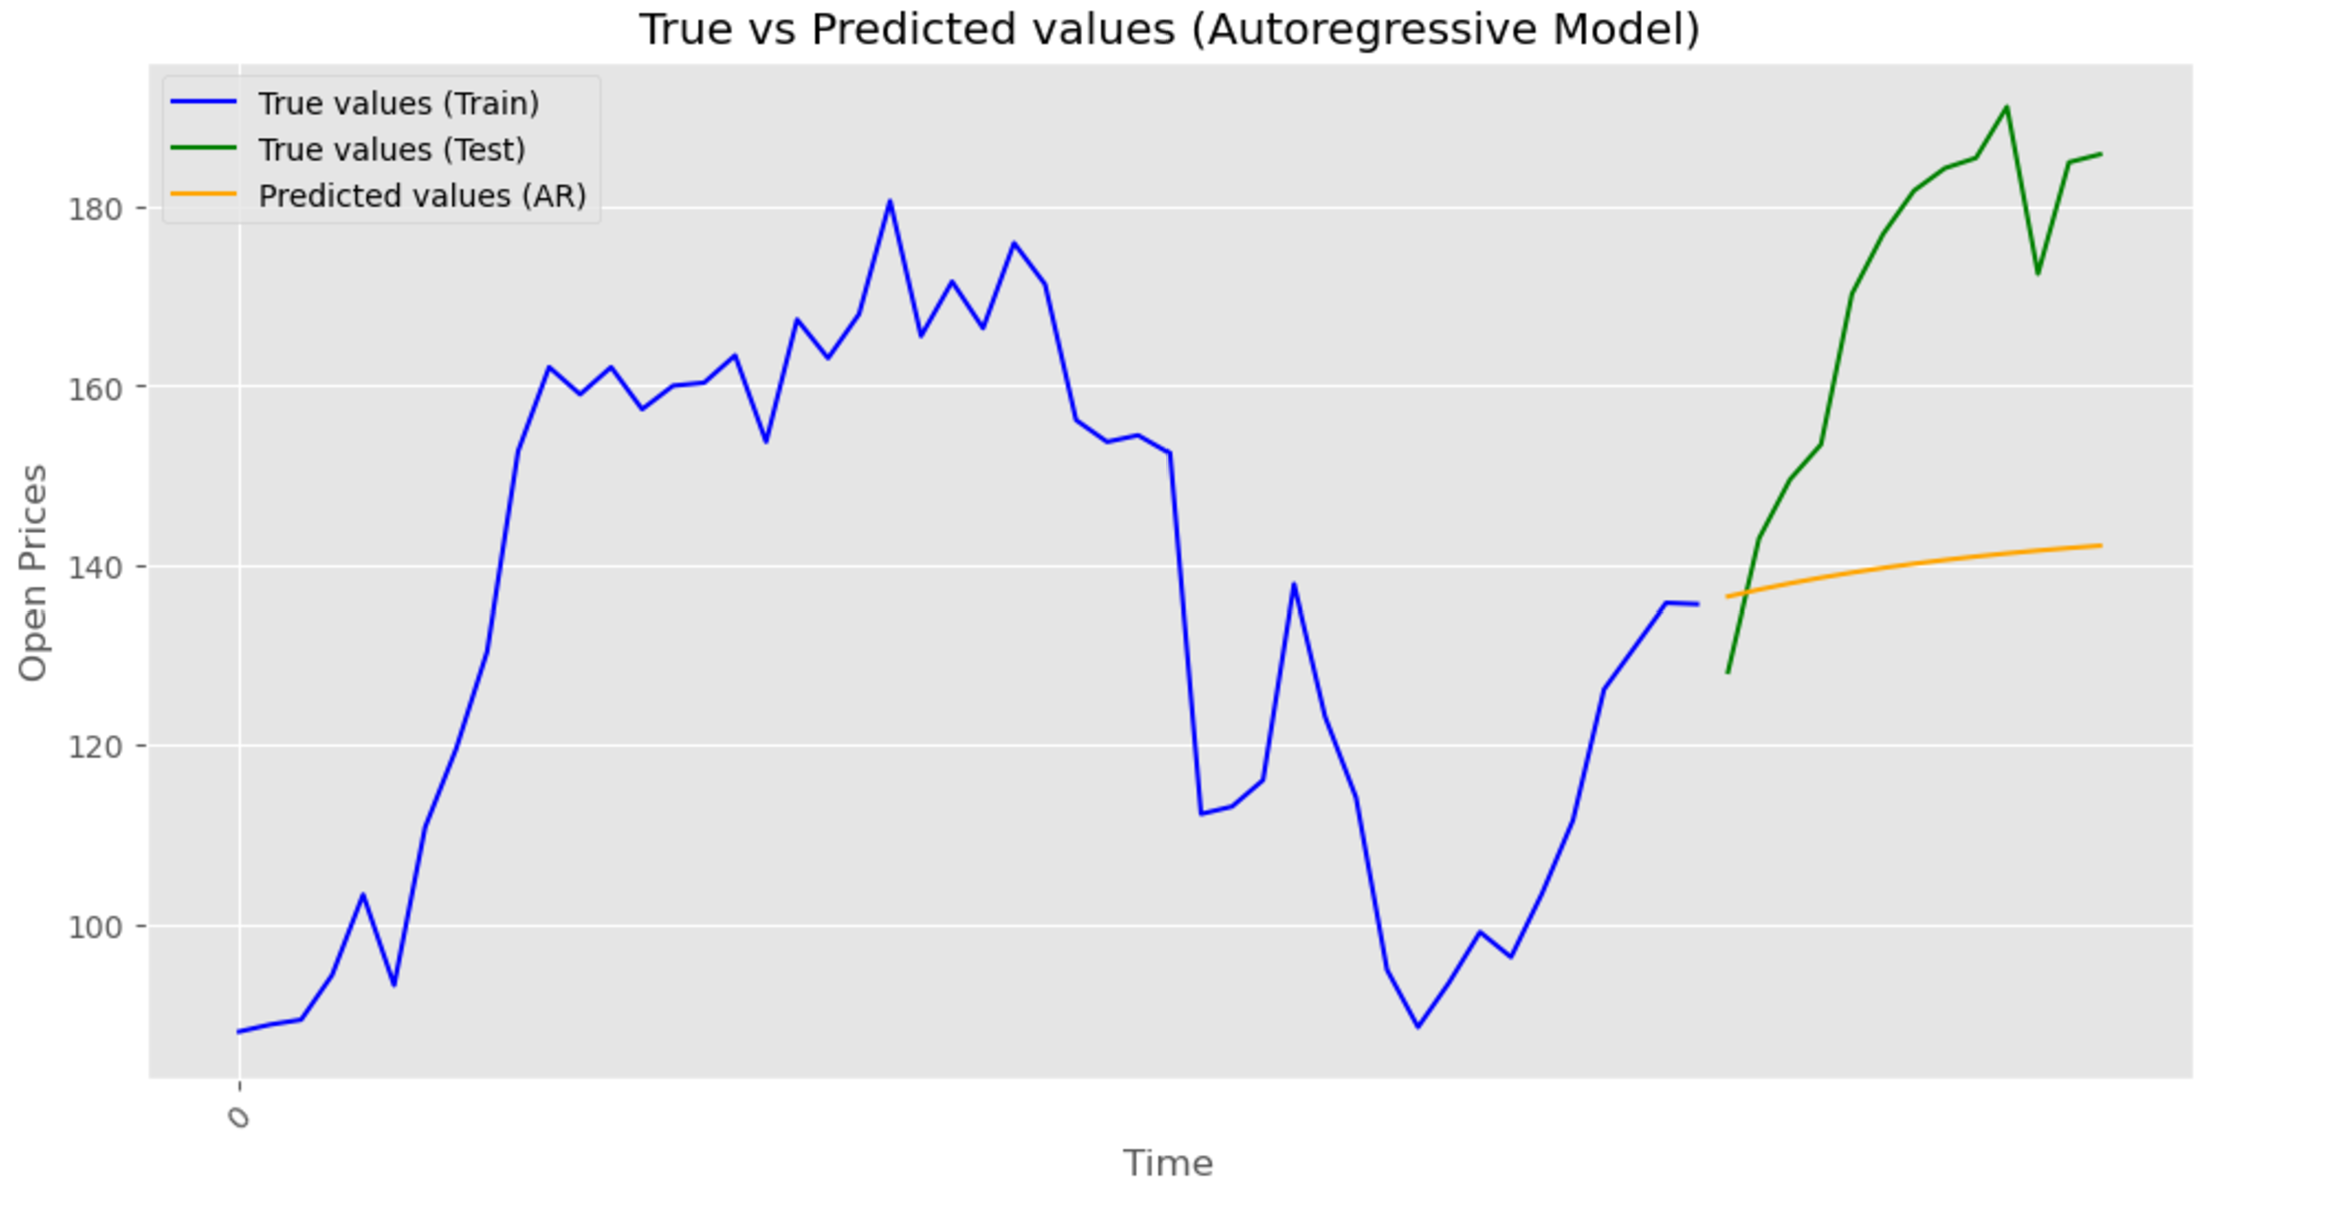 True vs Predicted values (Autoregressive Model)
True values (Train)
True values (Test)
Predicted values (AR)
180
160
140
120
100
Open Prices
0
Time